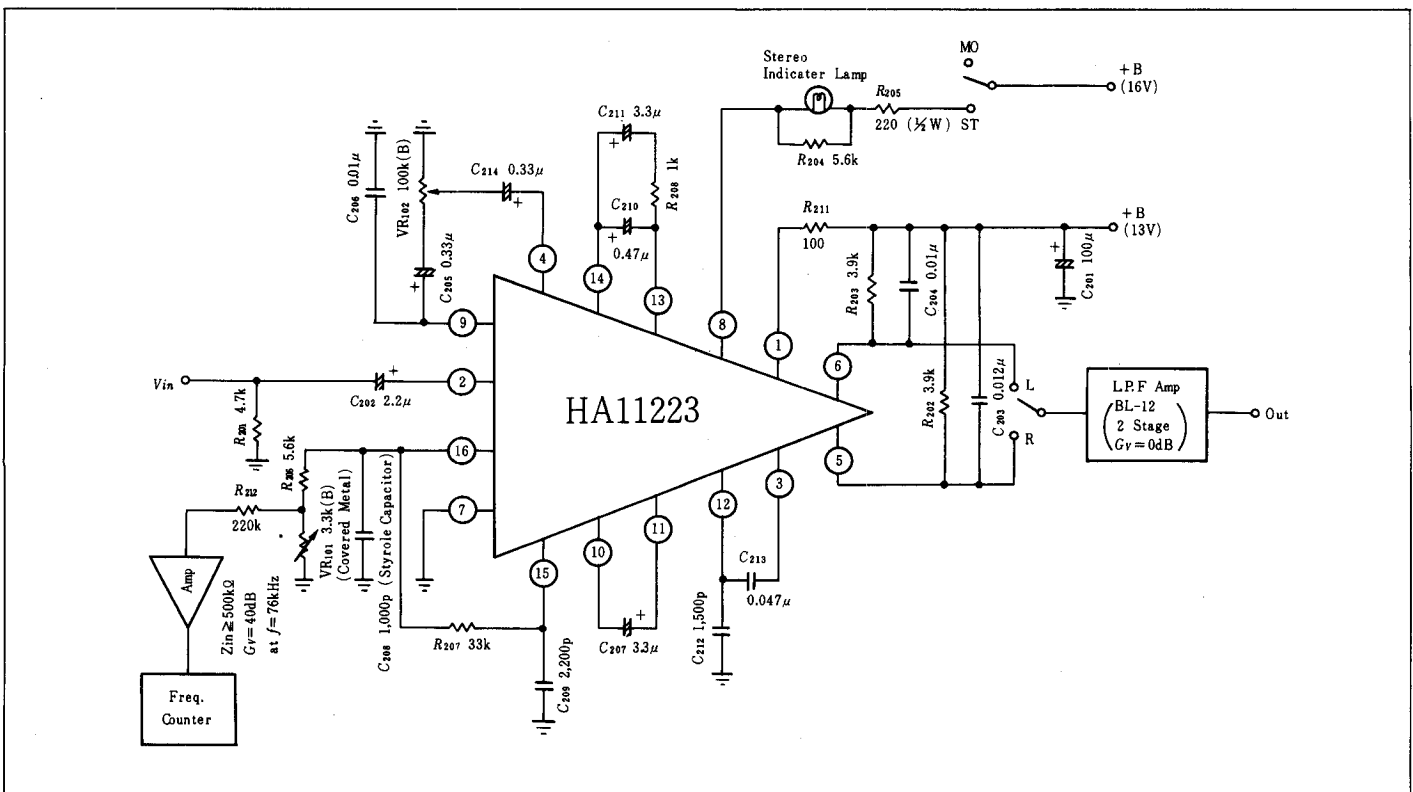 MO
Stereo
Indicater Lamp
R205
220 (½W) ST
+B
(16V)
R204 5.6k
C211 3.3μ
+
R208 1k
C210
+
0.47μ
C214 0.33μ
+
C206 0.01μ
VR102 100k(B)
C205 0.33μ
+
R211
100
+B
(13V)
R203 3.9k
C204 0.01μ
R202 3.9k
C203 0.012μ
+
C201 100μ
4
14
13
8
1
6
9
2
16
7
15
10
11
12
3
5
HA11223
Vin
R201 4.7k
C202 2.2μ
+
L
R
L.P.F Amp
BL-12
2 Stage
Gv=0dB
Out
R206 5.6k
R212
220k
VR101 3.3k(B)
(Covered Metal)
C208 1,000p (Styrole Capacitor)
Amp
Zin≧500kΩ
Gv=40dB
at f=76kHz
R207 33k
C209 2,200p
C207 3.3μ
+
C212 1,500p
C213
0.047μ
Freq.
Counter